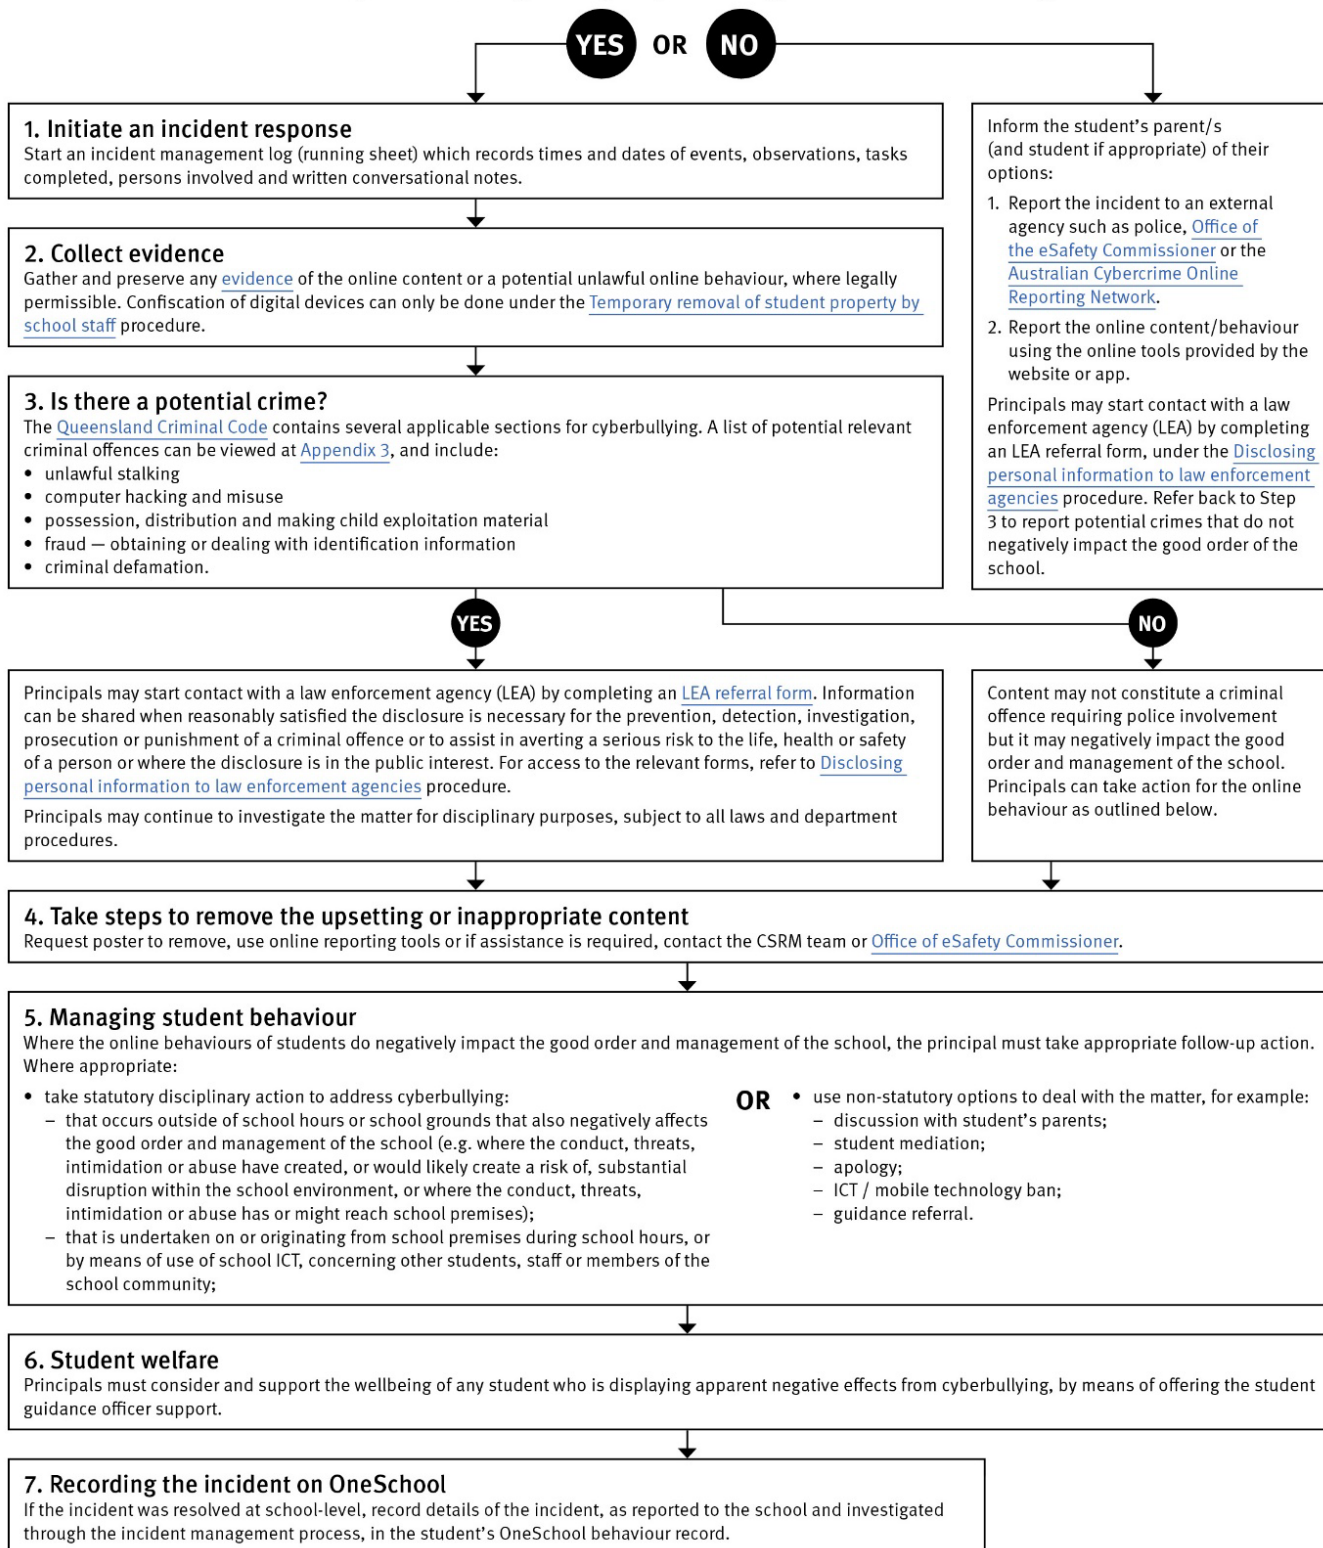 YES OR NO
1. Initiate an incident response
Start an incident management log (running sheet) which records times and dates of events, observations, tasks
completed, persons involved and written conversational notes.
2. Collect evidence
Gather and preserve any evidence of the online content or a potential unlawful online behaviour, where legally
permissible. Confiscation of digital devices can only be done under the Temporary removal of student property by
school staff procedure.
3. Is there a potential crime?
The Queensland Criminal Code contains several applicable sections for cyberbullying. A list of potential relevant
criminal offences can be viewed at Appendix 3, and include:
• unlawful stalking
• computer hacking and misuse
• possession, distribution and making child exploitation material
• fraud — obtaining or dealing with identification information
• criminal defamation.
Inform the student's parent/s
(and student if appropriate) of their
options:
1. Report the incident to an external
agency such as police, Office of
the eSafety Commissioner or the
Australian Cybercrime Online
Reporting Network.
2. Report the online content/behaviour
using the online tools provided by the
website or app.
Principals may start contact with a law
enforcement agency (LEA) by completing
an LEA referral form, under the Disclosing
personal information to law enforcement
agencies procedure. Refer back to Step
3 to report potential crimes that do not
negatively impact the good order of the
school.
YES
NO
Principals may start contact with a law enforcement agency (LEA) by completing an LEA referral form. Information
can be shared when reasonably satisfied the disclosure is necessary for the prevention, detection, investigation,
prosecution or punishment of a criminal offence or to assist in averting a serious risk to the life, health or safety
of a person or where the disclosure is in the public interest. For access to the relevant forms, refer to Disclosing
personal information to law enforcement agencies procedure.
Principals may continue to investigate the matter for disciplinary purposes, subject to all laws and department
procedures.
Content may not constitute a criminal
offence requiring police involvement
but it may negatively impact the good
order and management of the school.
Principals can take action for the online
behaviour as outlined below.
4. Take steps to remove the upsetting or inappropriate content
Request poster to remove, use online reporting tools or if assistance is required, contact the CSRM team or Office of eSafety Commissioner.
5. Managing student behaviour
Where the online behaviours of students do negatively impact the good order and management of the school, the principal must take appropriate follow-up action.
Where appropriate:
• take statutory disciplinary action to address cyberbullying:
– that occurs outside of school hours or school grounds that also negatively affects
the good order and management of the school (e.g. where the conduct, threats,
intimidation or abuse have created, or would likely create a risk of, substantial
disruption within the school environment, or where the conduct, threats,
intimidation or abuse has or might reach school premises);
– that is undertaken on or originating from school premises during school hours, or
by means of use of school ICT, concerning other students, staff or members of the
school community;
OR
• use non-statutory options to deal with the matter, for example:
– discussion with student's parents;
– student mediation;
– apology;
– ICT / mobile technology ban;
– guidance referral.
6. Student welfare
Principals must consider and support the wellbeing of any student who is displaying apparent negative effects from cyberbullying, by means of offering the student
guidance officer support.
7. Recording the incident on OneSchool
If the incident was resolved at school-level, record details of the incident, as reported to the school and investigated
through the incident management process, in the student's OneSchool behaviour record.